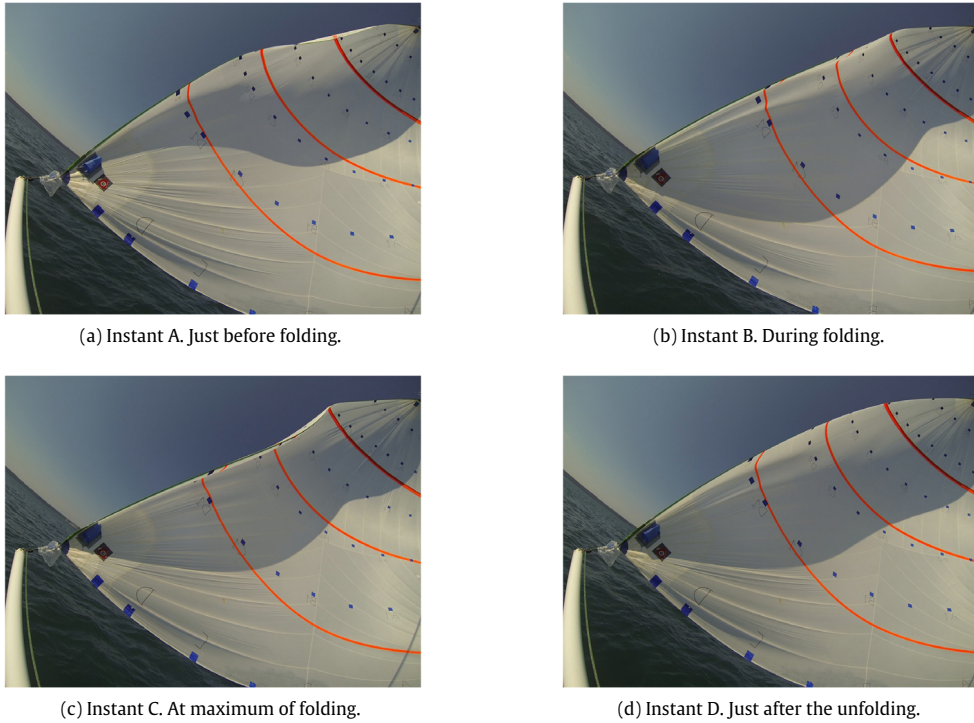 (a) Instant A. Just before folding.
(b) Instant B. During folding.
(c) Instant C. At maximum of folding.
(d) Instant D. Just after the unfolding.